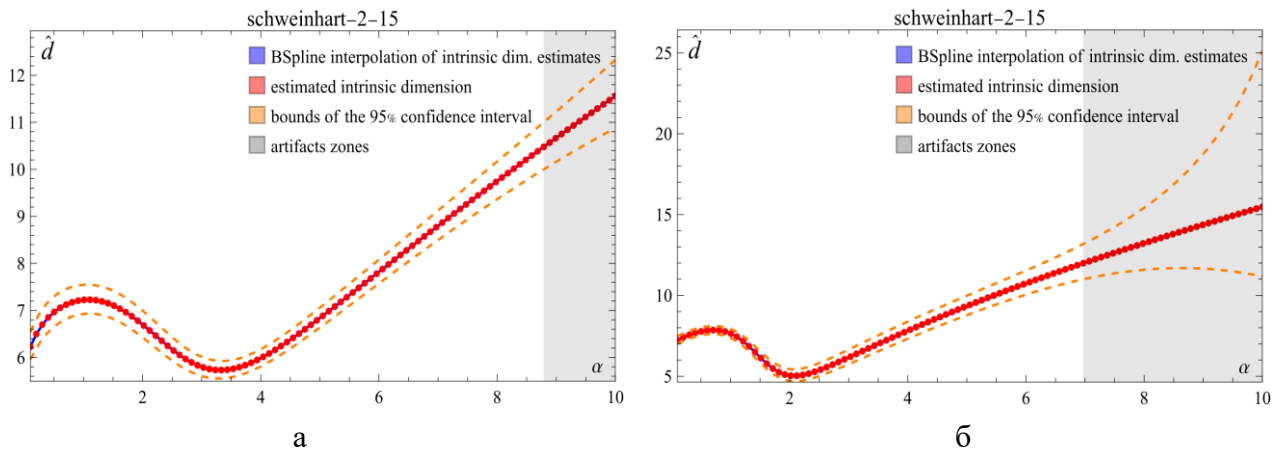 schweinhart-2-15
d̂
BSpline interpolation of intrinsic dim. estimates
estimated intrinsic dimension
bounds of the 95% confidence interval
artifacts zones
12
11
10
9
8
7
6
2
4
6
8
10
α
а
schweinhart-2-15
d̂
BSpline interpolation of intrinsic dim. estimates
estimated intrinsic dimension
bounds of the 95% confidence interval
artifacts zones
25
20
15
10
5
0
2
4
6
8
10
α
б